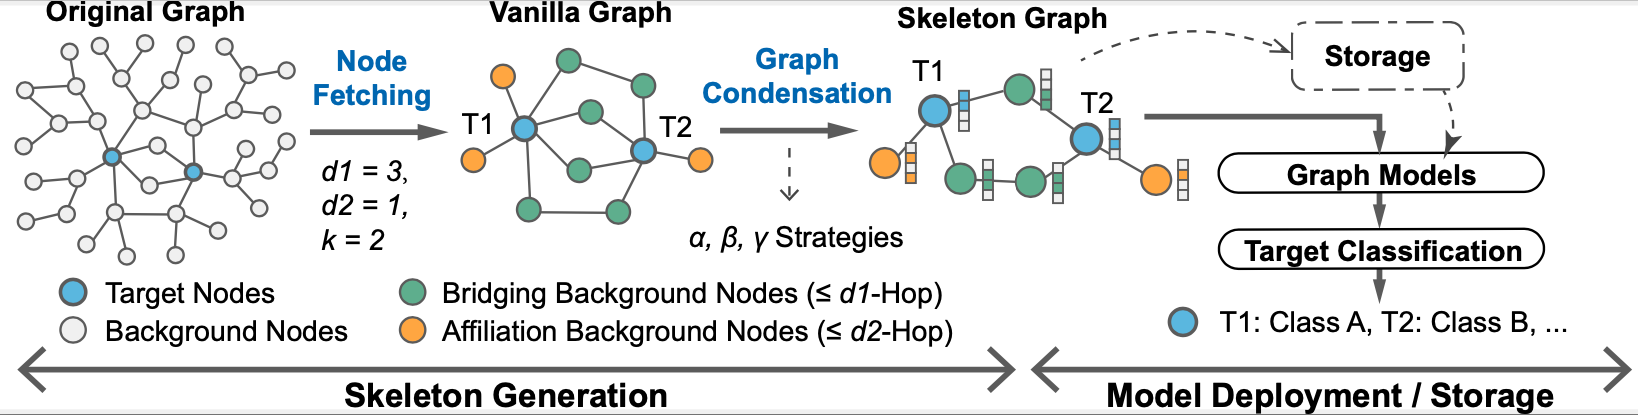 Original Graph
Vanilla Graph
Skeleton Graph
Node
Fetching
d1 = 3,
d2 = 1,
k = 2
T1
T2
Graph
Condensation
α, β, γ Strategies
T1
T2
Storage
Graph Models
Target Classification
T1: Class A, T2: Class B, ...
Target Nodes
Background Nodes
Bridging Background Nodes (≤ d1-Hop)
Affiliation Background Nodes (≤ d2-Hop)
Skeleton Generation
Model Deployment / Storage